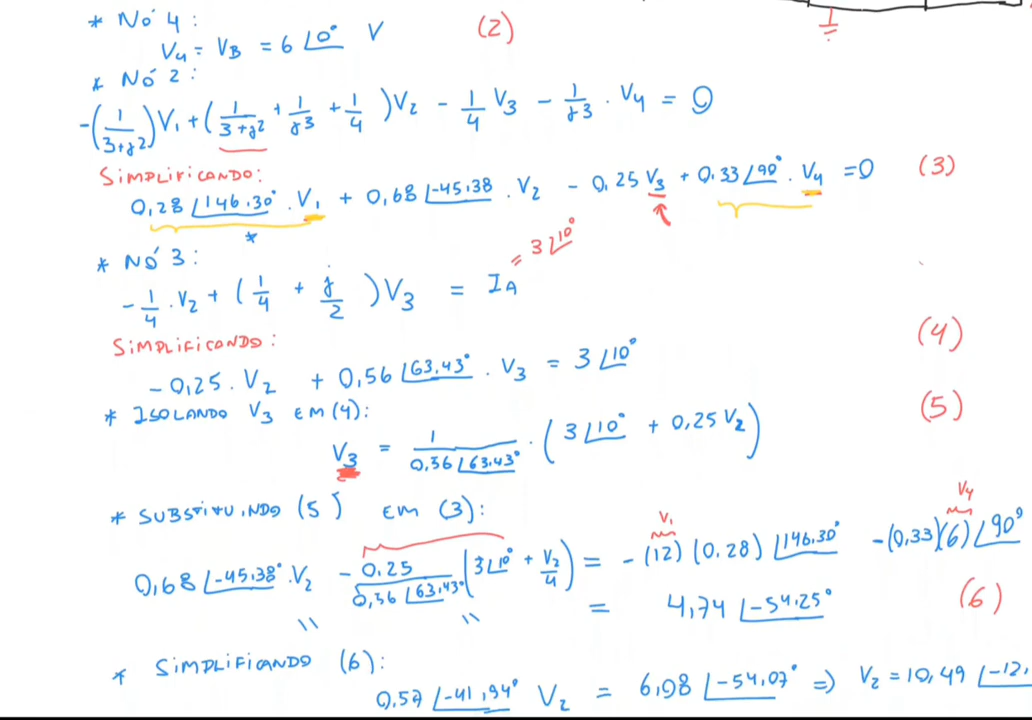 * NÓ 4:
V4 = VB = 6∠0° V (2)
* NÓ 2:
-(1/(3+j2))V1 + (1/(3+j2) + 1/j3 + 1/4)V2 - 1/4 V3 - 1/j3 . V4 = 0
SIMPLIFICANDO:
0,28∠146,30° . V1 + 0,68∠-45,38 . V2 - 0,25 V3 + 0,33∠90° . V4 = 0 (3)
*
* NÓ 3: = 3∠10°
-1/4 . V2 + (1/4 + j/2)V3 = IA
SIMPLIFICANDO:
- 0,25 . V2 + 0,56∠63,43° . V3 = 3∠10° (4)
* ISOLANDO V3 EM (4):
V3 = 1/(0,56∠63,43°) . (3∠10° + 0,25 V2) (5)
* SUBSTITUINDO (5) EM (3):
V1 V4
0,68∠-45,38° . V2 - 0.25/(0,56∠63,43°) (3∠10° + V2/4) = -(12)(0.28)∠146,30° - (0,33)(6)∠90°
" " = 4,74∠-54,25° (6)
* SIMPLIFICANDO (6):
0,57∠-41,94° V2 = 6,08∠-54,07° => V2 = 10,49∠-12,